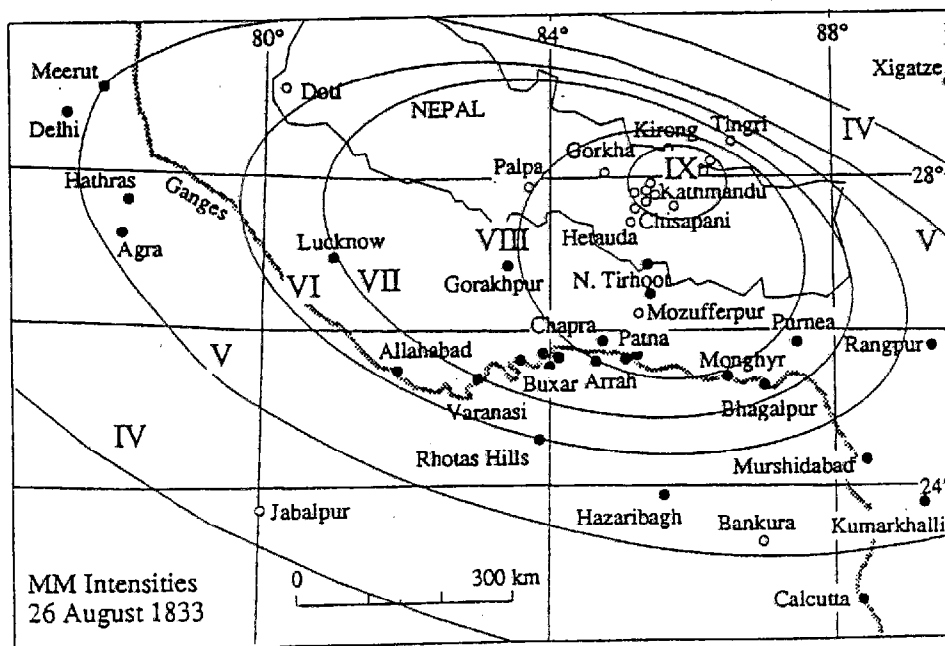 80°
84°
88°
Meerut
Xigatze
Doti
NEPAL
Delhi
Kirong
Tingri
IV
Gorkha
Palpa
IX
28°
Hathras
Ganges
Kathmandu
Chisapani
V
Lucknow
VIII
Hetauda
Agra
VI
VII
Gorakhpur
N. Tirhoot
Mozufferpur
Chapra
Patna
Purnea
V
Allahabad
Rangpur
Buxar
Arrah
Monghyr
Varanasi
Bhagalpur
IV
Rhotas Hills
Murshidabad
24°
Jabalpur
Hazaribagh
Bankura
Kumarkhalli
MM Intensities
0
300 km
26 August 1833
Calcutta